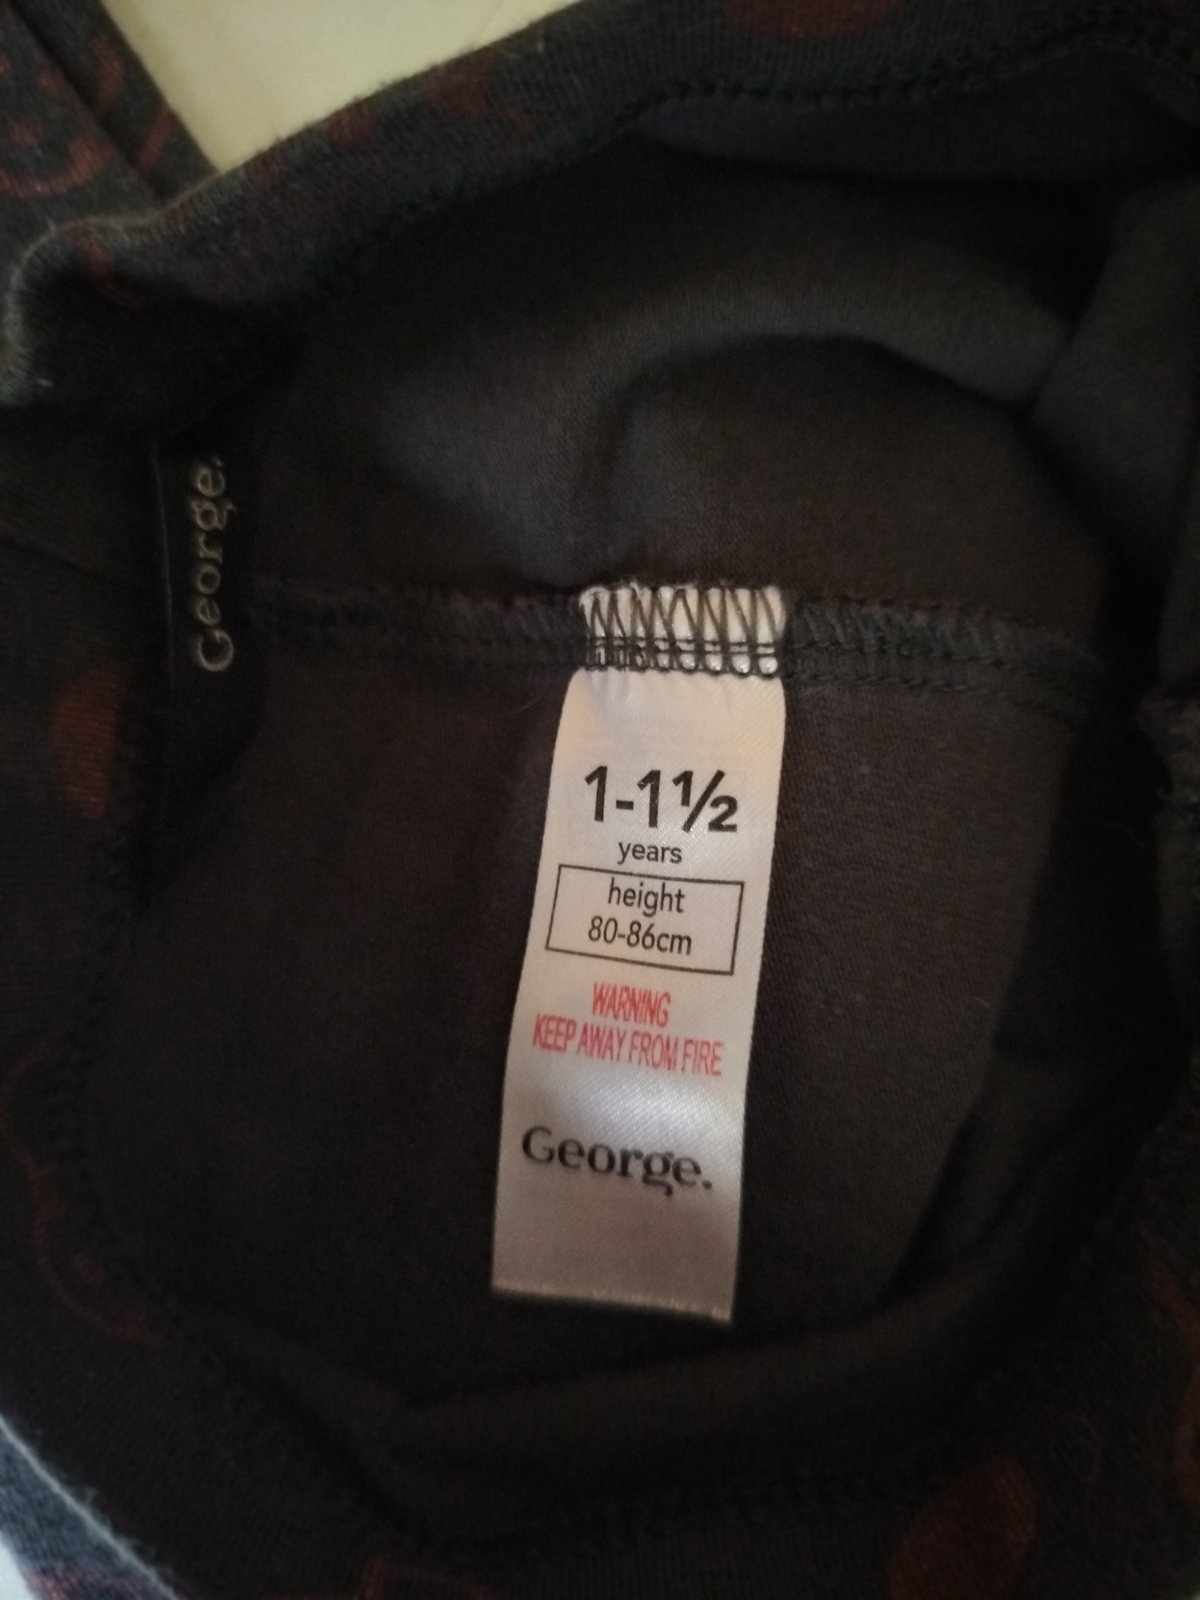 George.
1-1½
years
height
80-86cm
WARNING
KEEP AWAY FROM FIRE
George.